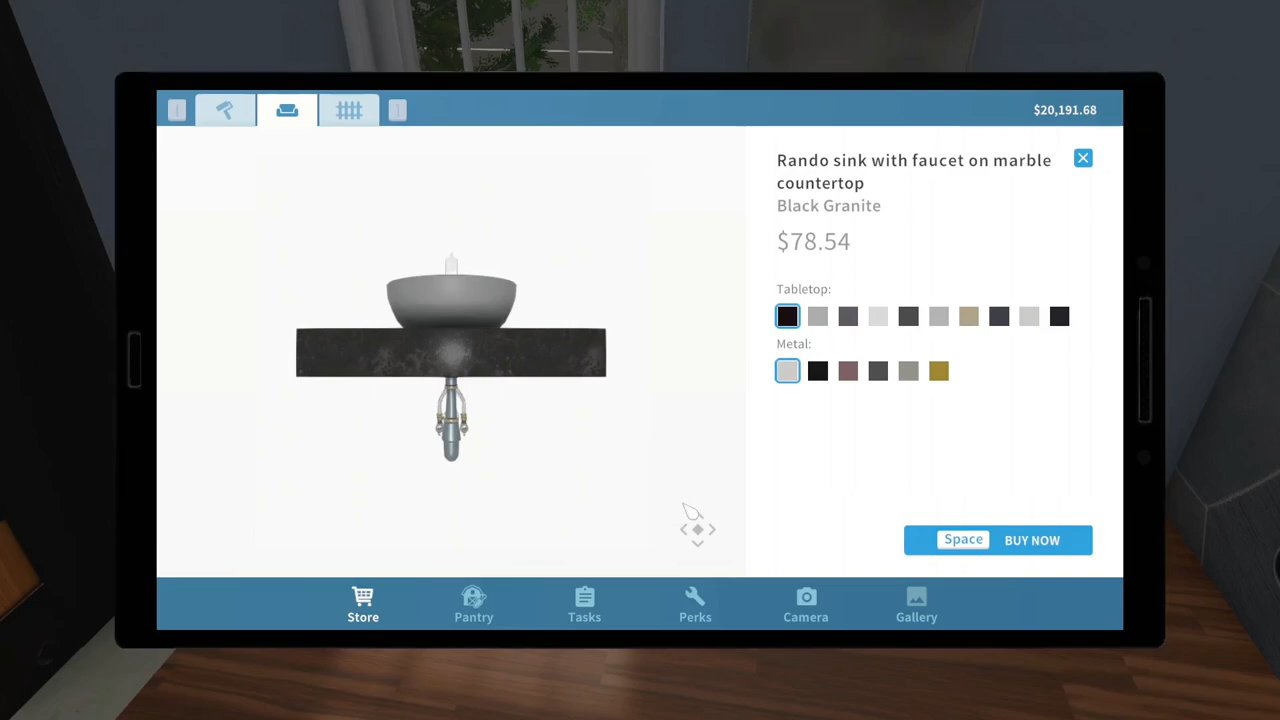 $20,191.68
Rando sink with faucet on marble
countertop
Black Granite
$78.54
Tabletop:
Metal:
Space BUY NOW
Store Pantry Tasks Perks Camera Gallery